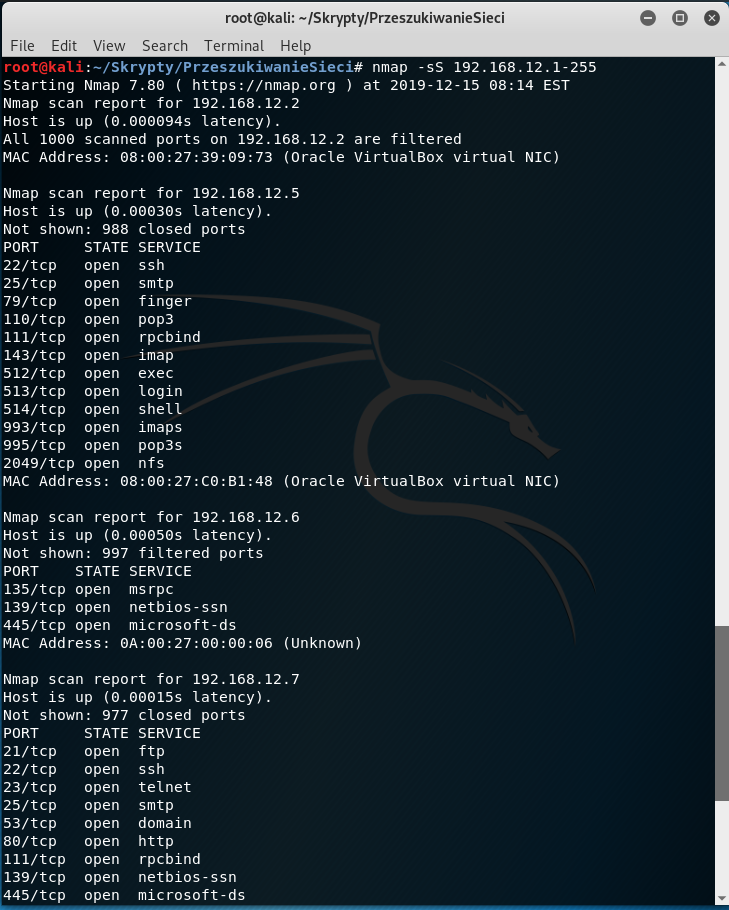 root@kali: ~/Skrypty/PrzeszukiwanieSieci
File Edit View Search Terminal Help
root@kali:~/Skrypty/PrzeszukiwanieSieci# nmap -sS 192.168.12.1-255
Starting Nmap 7.80 ( https://nmap.org ) at 2019-12-15 08:14 EST
Nmap scan report for 192.168.12.2
Host is up (0.000094s latency).
All 1000 scanned ports on 192.168.12.2 are filtered
MAC Address: 08:00:27:39:09:73 (Oracle VirtualBox virtual NIC)

Nmap scan report for 192.168.12.5
Host is up (0.00030s latency).
Not shown: 988 closed ports
PORT     STATE SERVICE
22/tcp   open  ssh
25/tcp   open  smtp
79/tcp   open  finger
110/tcp  open  pop3
111/tcp  open  rpcbind
143/tcp  open  imap
512/tcp  open  exec
513/tcp  open  login
514/tcp  open  shell
993/tcp  open  imaps
995/tcp  open  pop3s
2049/tcp open  nfs
MAC Address: 08:00:27:C0:B1:48 (Oracle VirtualBox virtual NIC)

Nmap scan report for 192.168.12.6
Host is up (0.00050s latency).
Not shown: 997 filtered ports
PORT    STATE SERVICE
135/tcp open  msrpc
139/tcp open  netbios-ssn
445/tcp open  microsoft-ds
MAC Address: 0A:00:27:00:00:06 (Unknown)

Nmap scan report for 192.168.12.7
Host is up (0.00015s latency).
Not shown: 977 closed ports
PORT     STATE SERVICE
21/tcp   open  ftp
22/tcp   open  ssh
23/tcp   open  telnet
25/tcp   open  smtp
53/tcp   open  domain
80/tcp   open  http
111/tcp  open  rpcbind
139/tcp  open  netbios-ssn
445/tcp  open  microsoft-ds